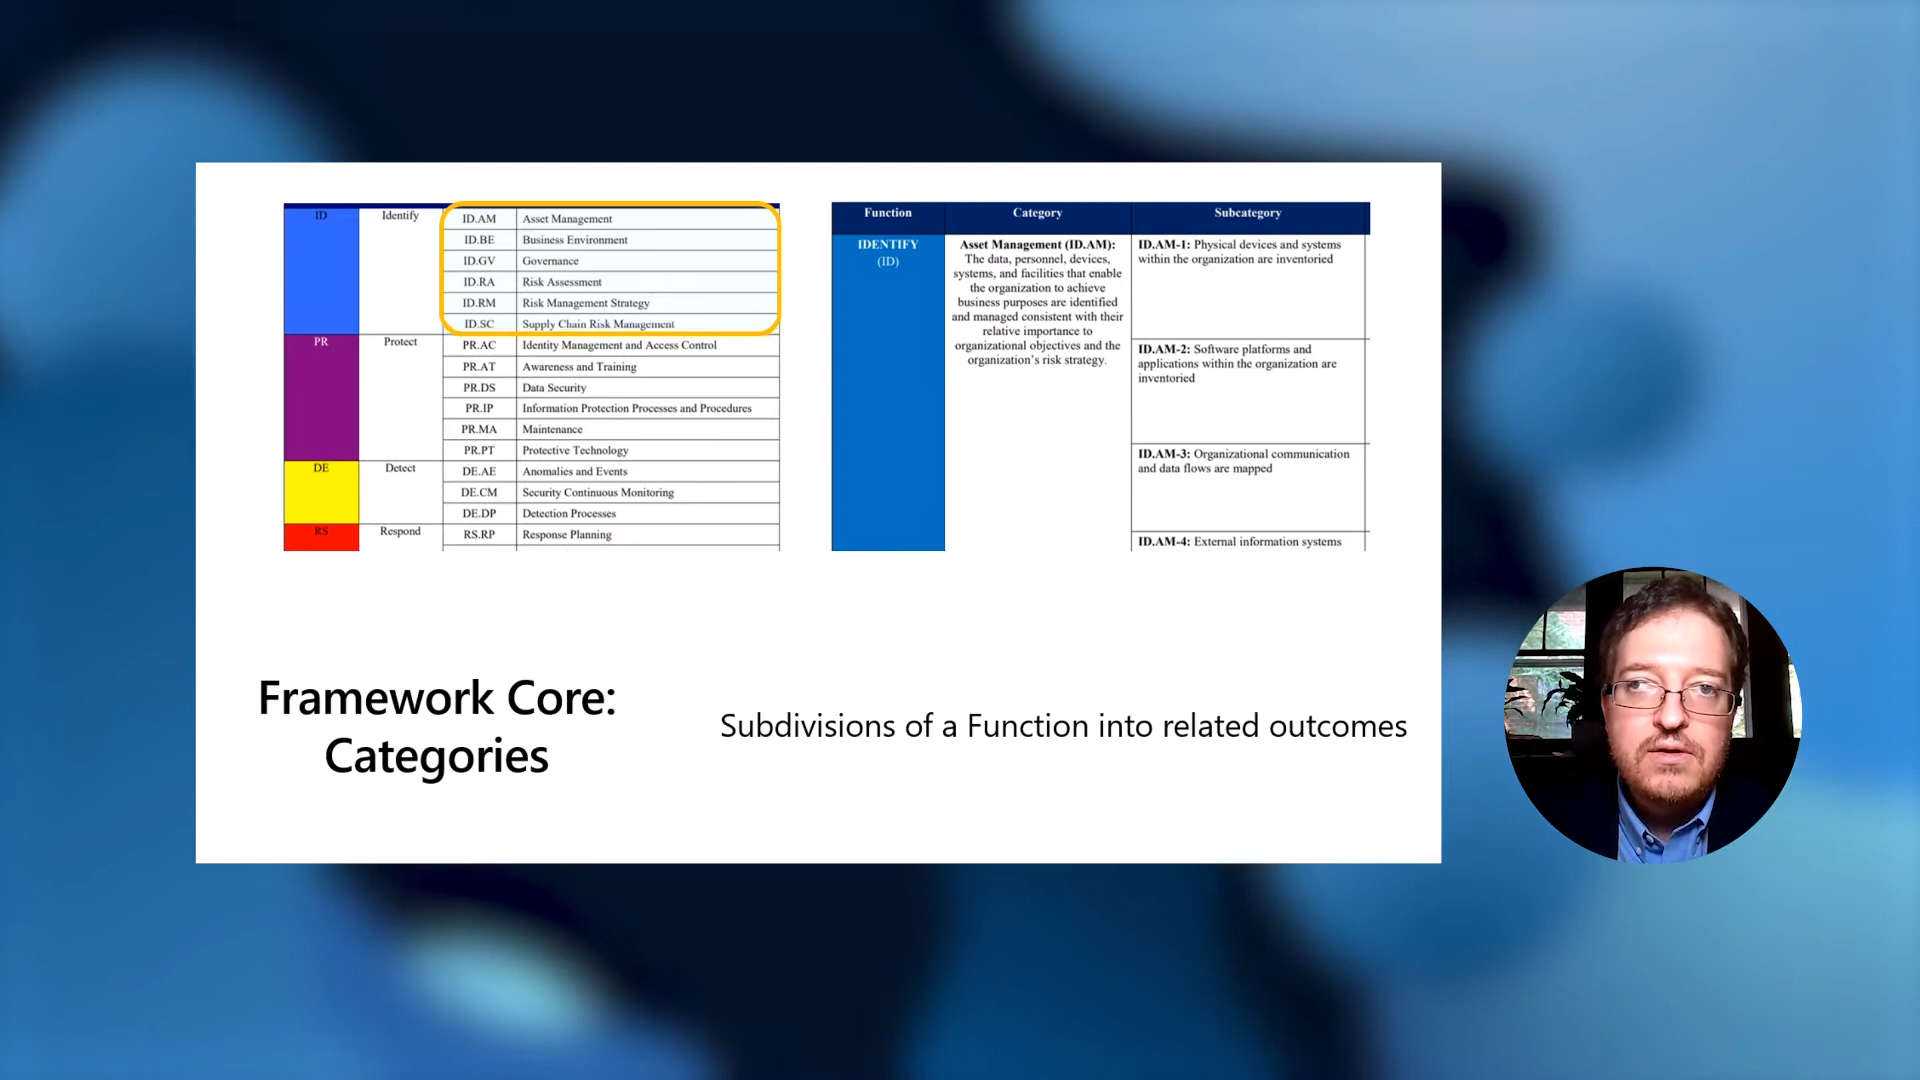 ID Identify ID.AM Asset Management
ID.BE Business Environment
ID.GV Governance
ID.RA Risk Assessment
ID.RM Risk Management Strategy
ID.SC Supply Chain Risk Management
PR Protect PR.AC Identity Management and Access Control
PR.AT Awareness and Training
PR.DS Data Security
PR.IP Information Protection Processes and Procedures
PR.MA Maintenance
PR.PT Protective Technology
DE Detect DE.AE Anomalies and Events
DE.CM Security Continuous Monitoring
DE.DP Detection Processes
RS Respond RS.RP Response Planning
Function Category Subcategory
IDENTIFY
(ID)
Asset Management (ID.AM):
The data, personnel, devices,
systems, and facilities that enable
the organization to achieve
business purposes are identified
and managed consistent with their
relative importance to
organizational objectives and the
organization's risk strategy.
ID.AM-1: Physical devices and systems
within the organization are inventoried
ID.AM-2: Software platforms and
applications within the organization are
inventoried
ID.AM-3: Organizational communication
and data flows are mapped
ID.AM-4: External information systems
Framework Core:
Categories
Subdivisions of a Function into related outcomes